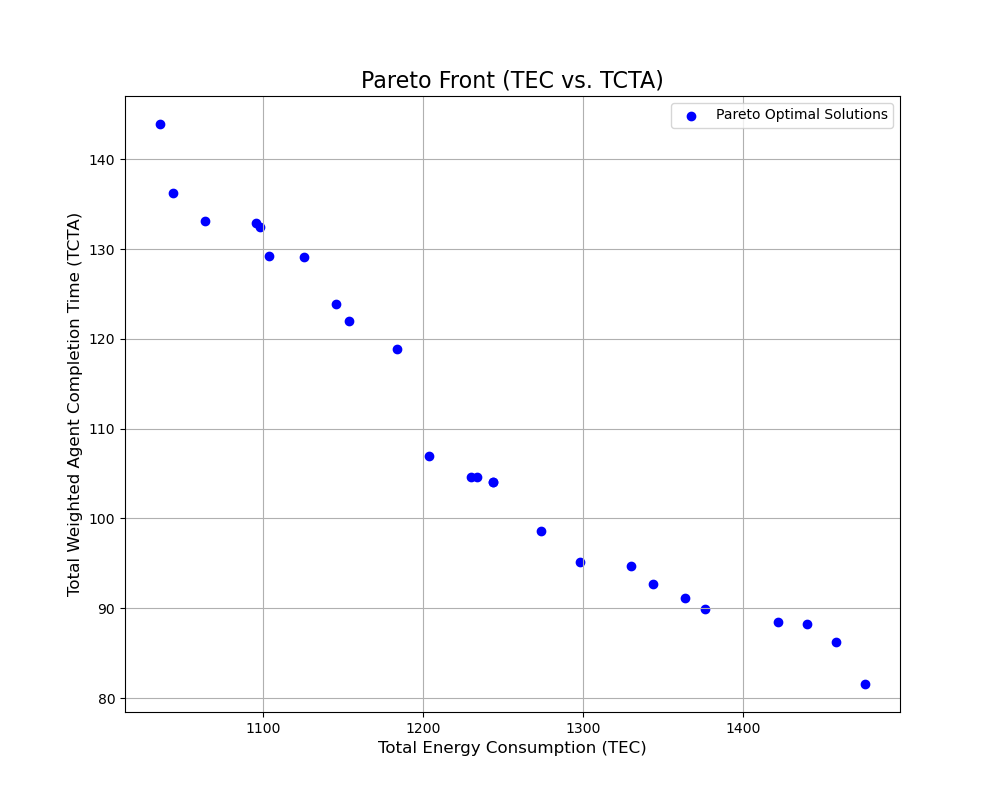 Pareto Front (TEC vs. TCTA)
Pareto Optimal Solutions
Total Weighted Agent Completion Time (TCTA)
140
130
120
110
100
90
80
1100 1200 1300 1400
Total Energy Consumption (TEC)